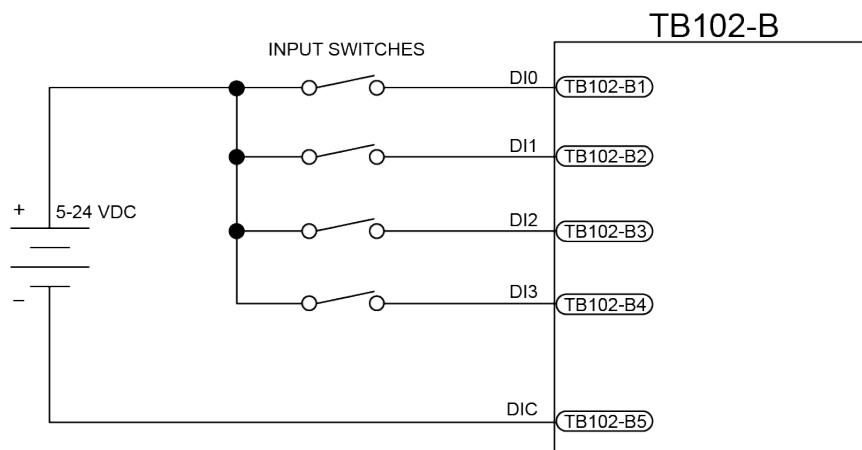 TB102-B
INPUT SWITCHES
DI0 TB102-B1
DI1 TB102-B2
DI2 TB102-B3
+ 5-24 VDC
DI3 TB102-B4
–
DIC TB102-B5